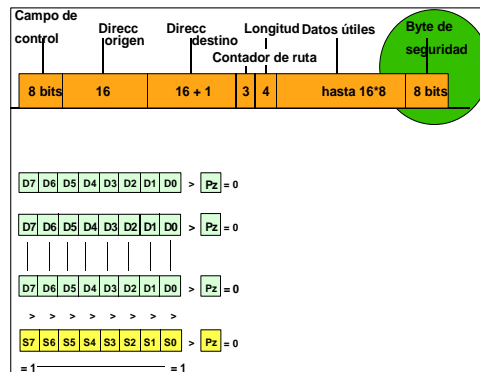 Campo de control
Direcc origen
Direcc destino
Contador de ruta
Longitud
Datos útiles
Byte de seguridad
8 bits 16 16 + 1 3 4 hasta 16*8 8 bits
D7 D6 D5 D4 D3 D2 D1 D0 > Pz = 0
D7 D6 D5 D4 D3 D2 D1 D0 > Pz = 0
D7 D6 D5 D4 D3 D2 D1 D0 > Pz = 0
> > > > > > > >
S7 S6 S5 S4 S3 S2 S1 S0 > Pz = 0
= 1 = 1